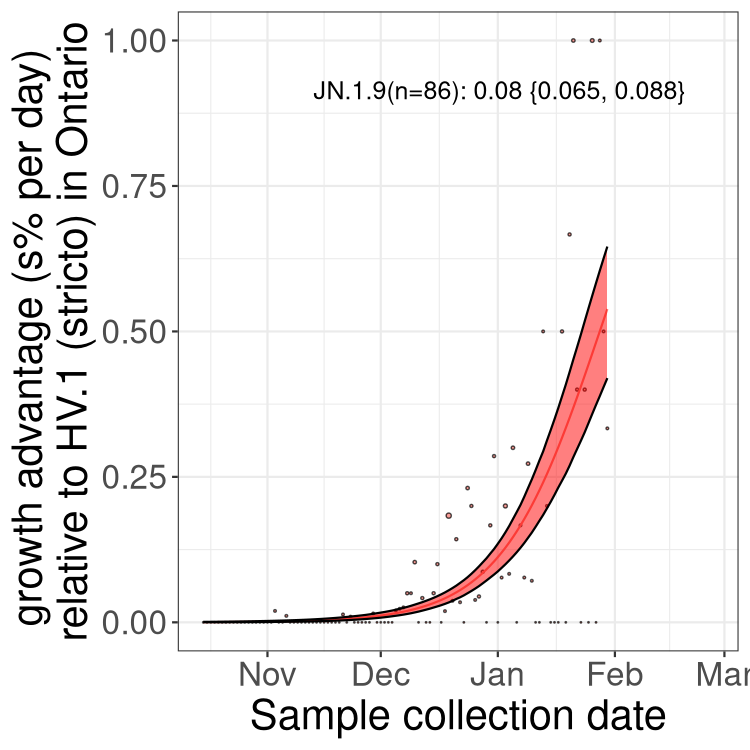 growth advantage (s% per day)
relative to HV.1 (stricto) in Ontario
1.00
0.75
0.50
0.25
0.00
JN.1.9(n=86): 0.08 {0.065, 0.088}
Nov Dec Jan Feb Mar
Sample collection date